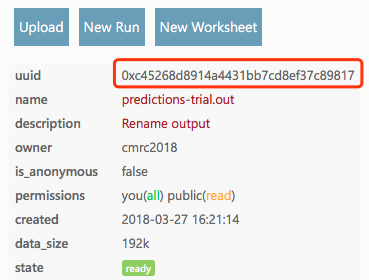 Upload New Run New Worksheet
uuid 0xc45268d8914a4431bb7cd8ef37c89817
name predictions-trial.out
description Rename output
owner cmrc2018
is_anonymous false
permissions you(all) public(read)
created 2018-03-27 16:21:14
data_size 192k
state ready